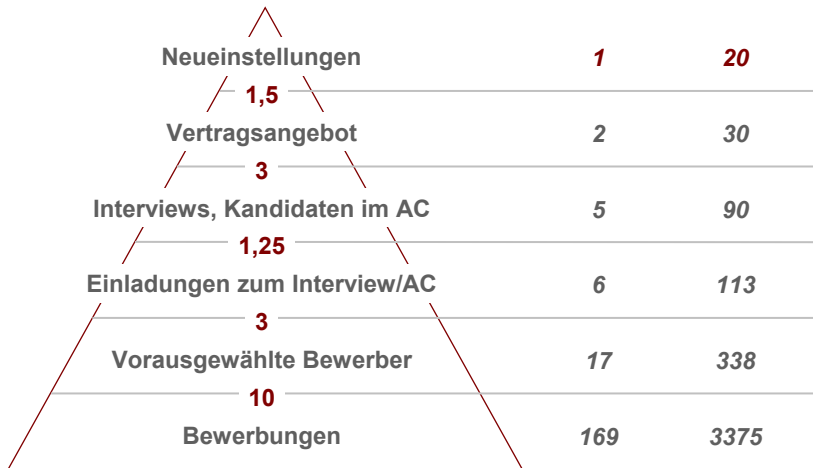 Neueinstellungen 1 20
1,5
Vertragsangebot 2 30
3
Interviews, Kandidaten im AC 5 90
1,25
Einladungen zum Interview/AC 6 113
3
Vorausgewählte Bewerber 17 338
10
Bewerbungen 169 3375